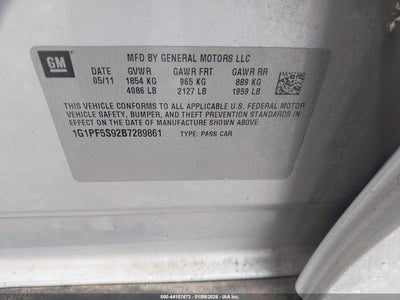 GM
MFD BY GENERAL MOTORS LLC
DATE GVWR GAWR FRT GAWR RR
05/11 1854 KG 965 KG 889 KG
4086 LB 2127 LB 1959 LB
THIS VEHICLE CONFORMS TO ALL APPLICABLE U.S. FEDERAL MOTOR
VEHICLE SAFETY, BUMPER, AND THEFT PREVENTION STANDARDS IN
EFFECT ON THE DATE OF MANUFACTURE SHOWN ABOVE.
1G1PF5S92B7289861 TYPE: PASS CAR
000-44107473 - 01/09/2026 - IAA Inc.